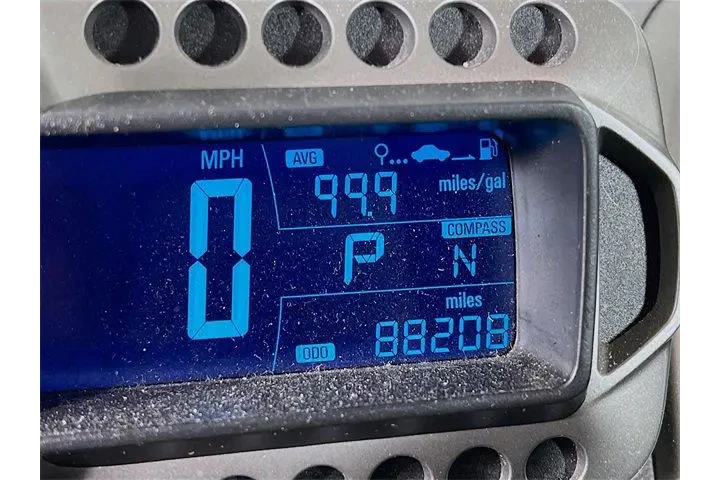 MPH
AVG
99.9
miles/gal
0
COMPASS
P N
miles
ODO 88208